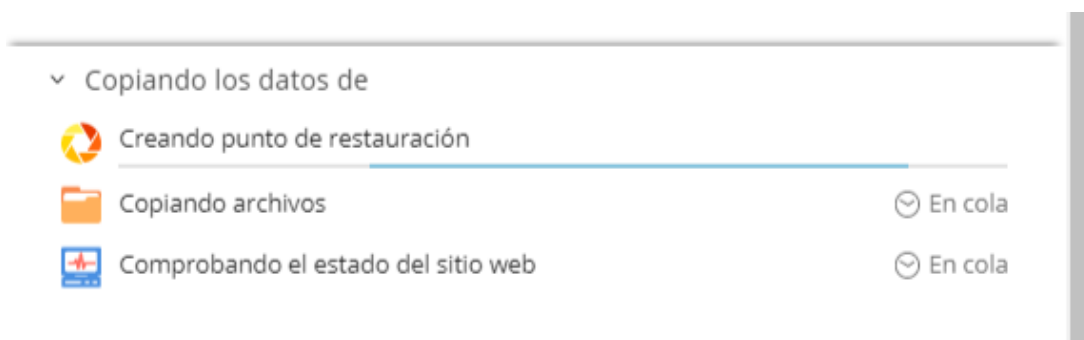 Copiando los datos de
Creando punto de restauración
Copiando archivos En cola
Comprobando el estado del sitio web En cola